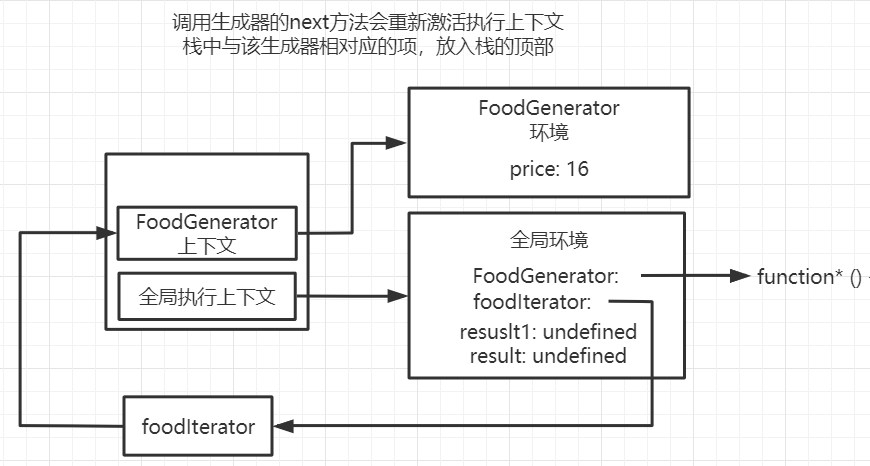 调用生成器的next方法会重新激活执行上下文
栈中与该生成器相对应的项，放入栈的顶部
FoodGenerator
环境
price: 16
FoodGenerator
上下文
全局执行上下文
全局环境
FoodGenerator:
function* ()
foodIterator:
resuslt1: undefined
result: undefined
foodIterator